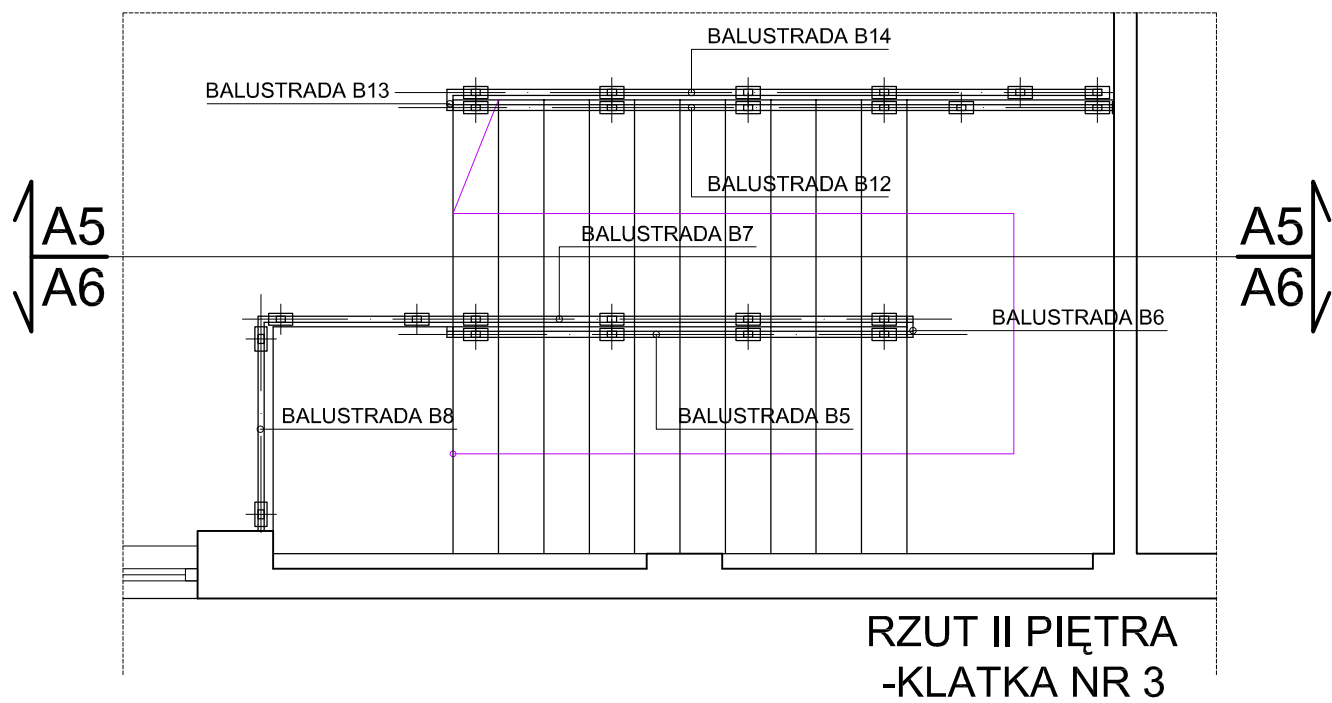 BALUSTRADA B14
BALUSTRADA B13
BALUSTRADA B12
A5
A5
BALUSTRADA B7
A6
A6
BALUSTRADA B6
BALUSTRADA B8
BALUSTRADA B5
RZUT II PIĘTRA
-KLATKA NR 3